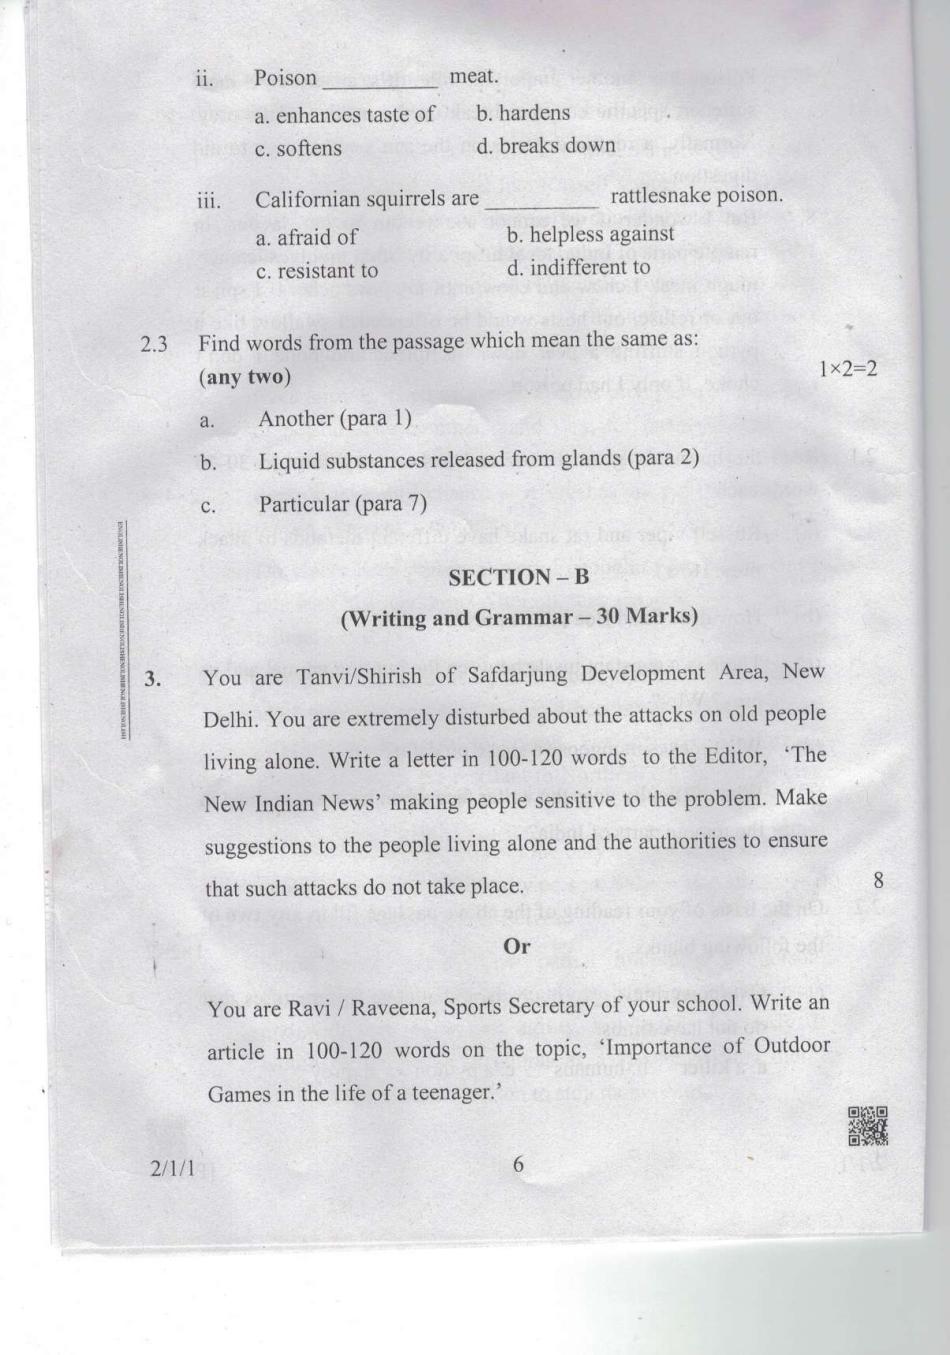 ii. Poison __________ meat.
a. enhances taste of b. hardens
c. softens d. breaks down
iii. Californian squirrels are __________ rattlesnake poison.
a. afraid of b. helpless against
c. resistant to d. indifferent to
2.3 Find words from the passage which mean the same as:
(any two) 1×2=2
a. Another (para 1)
b. Liquid substances released from glands (para 2)
c. Particular (para 7)
SECTION – B
(Writing and Grammar – 30 Marks)
3. You are Tanvi/Shirish of Safdarjung Development Area, New
Delhi. You are extremely disturbed about the attacks on old people
living alone. Write a letter in 100-120 words to the Editor, ‘The
New Indian News’ making people sensitive to the problem. Make
suggestions to the people living alone and the authorities to ensure
that such attacks do not take place. 8
Or
You are Ravi / Raveena, Sports Secretary of your school. Write an
article in 100-120 words on the topic, ‘Importance of Outdoor
Games in the life of a teenager.’
2/1/1 6